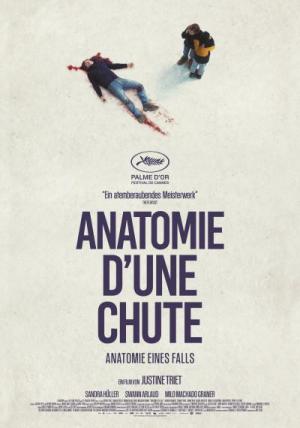 PALME D'OR
FESTIVAL DE CANNES
"Ein atemberaubendes Meisterwerk"
ANATOMIE
D'UNE
CHUTE
ANATOMIE EINES FALLS
EIN FILM VON JUSTINE TRIET
SANDRA HÜLLER SWANN ARLAUD MILO MACHADO GRANER